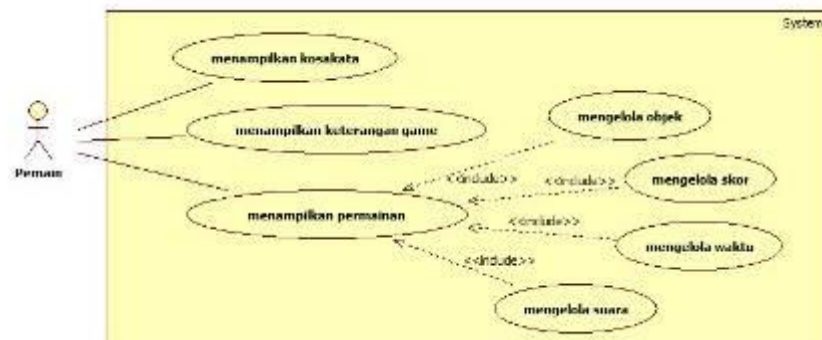 System
menampilkan kosakata
menampilkan keterangan game
mengelola objek
Pemain
<<include>>
<<include>>
mengelola skor
menampilkan permainan
<<include>>
mengelola waktu
<<include>>
mengelola suara